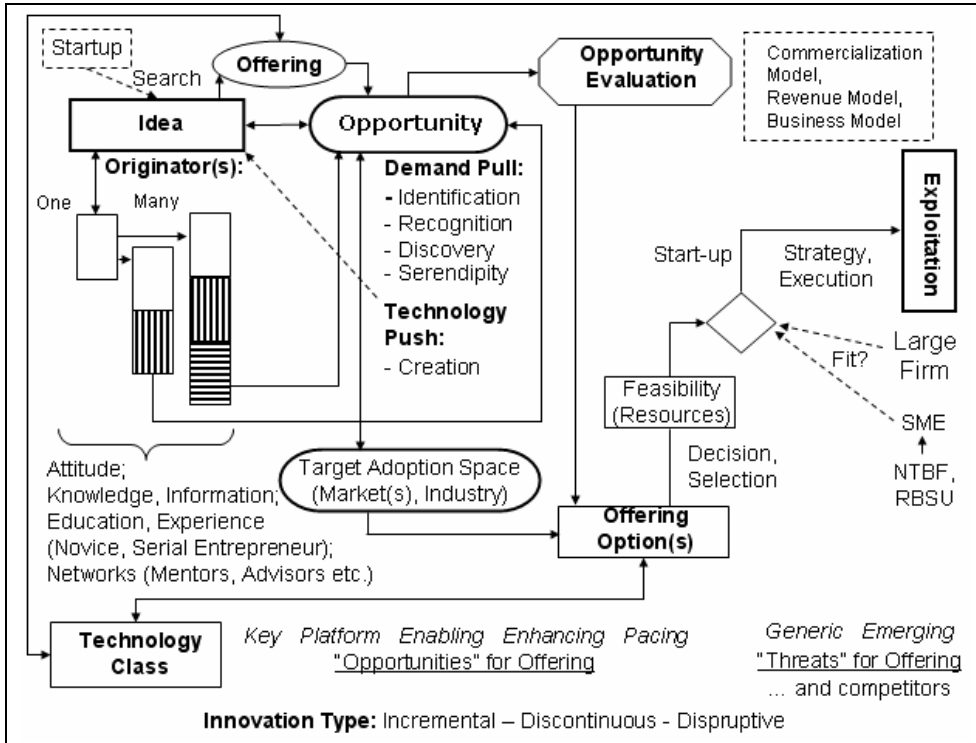 Startup
Search
Offering
Opportunity
Evaluation
Commercialization
Model,
Revenue Model,
Business Model
Idea
Opportunity
Originator(s):
One
Many
Demand Pull:
- Identification
- Recognition
- Discovery
- Serendipity
Technology
Push:
- Creation
Start-up
Strategy,
Execution
Exploitation
Fit?
Large
Firm
Feasibility
(Resources)
SME
NTBF,
RBSU
Decision,
Selection
Attitude;
Knowledge, Information;
Education, Experience
(Novice, Serial Entrepreneur);
Networks (Mentors, Advisors etc.)
Target Adoption Space
(Market(s), Industry)
Offering
Option(s)
Technology
Class
Key Platform Enabling Enhancing Pacing
"Opportunities" for Offering
Generic Emerging
"Threats" for Offering
... and competitors
Innovation Type: Incremental – Discontinuous - Dispruptive